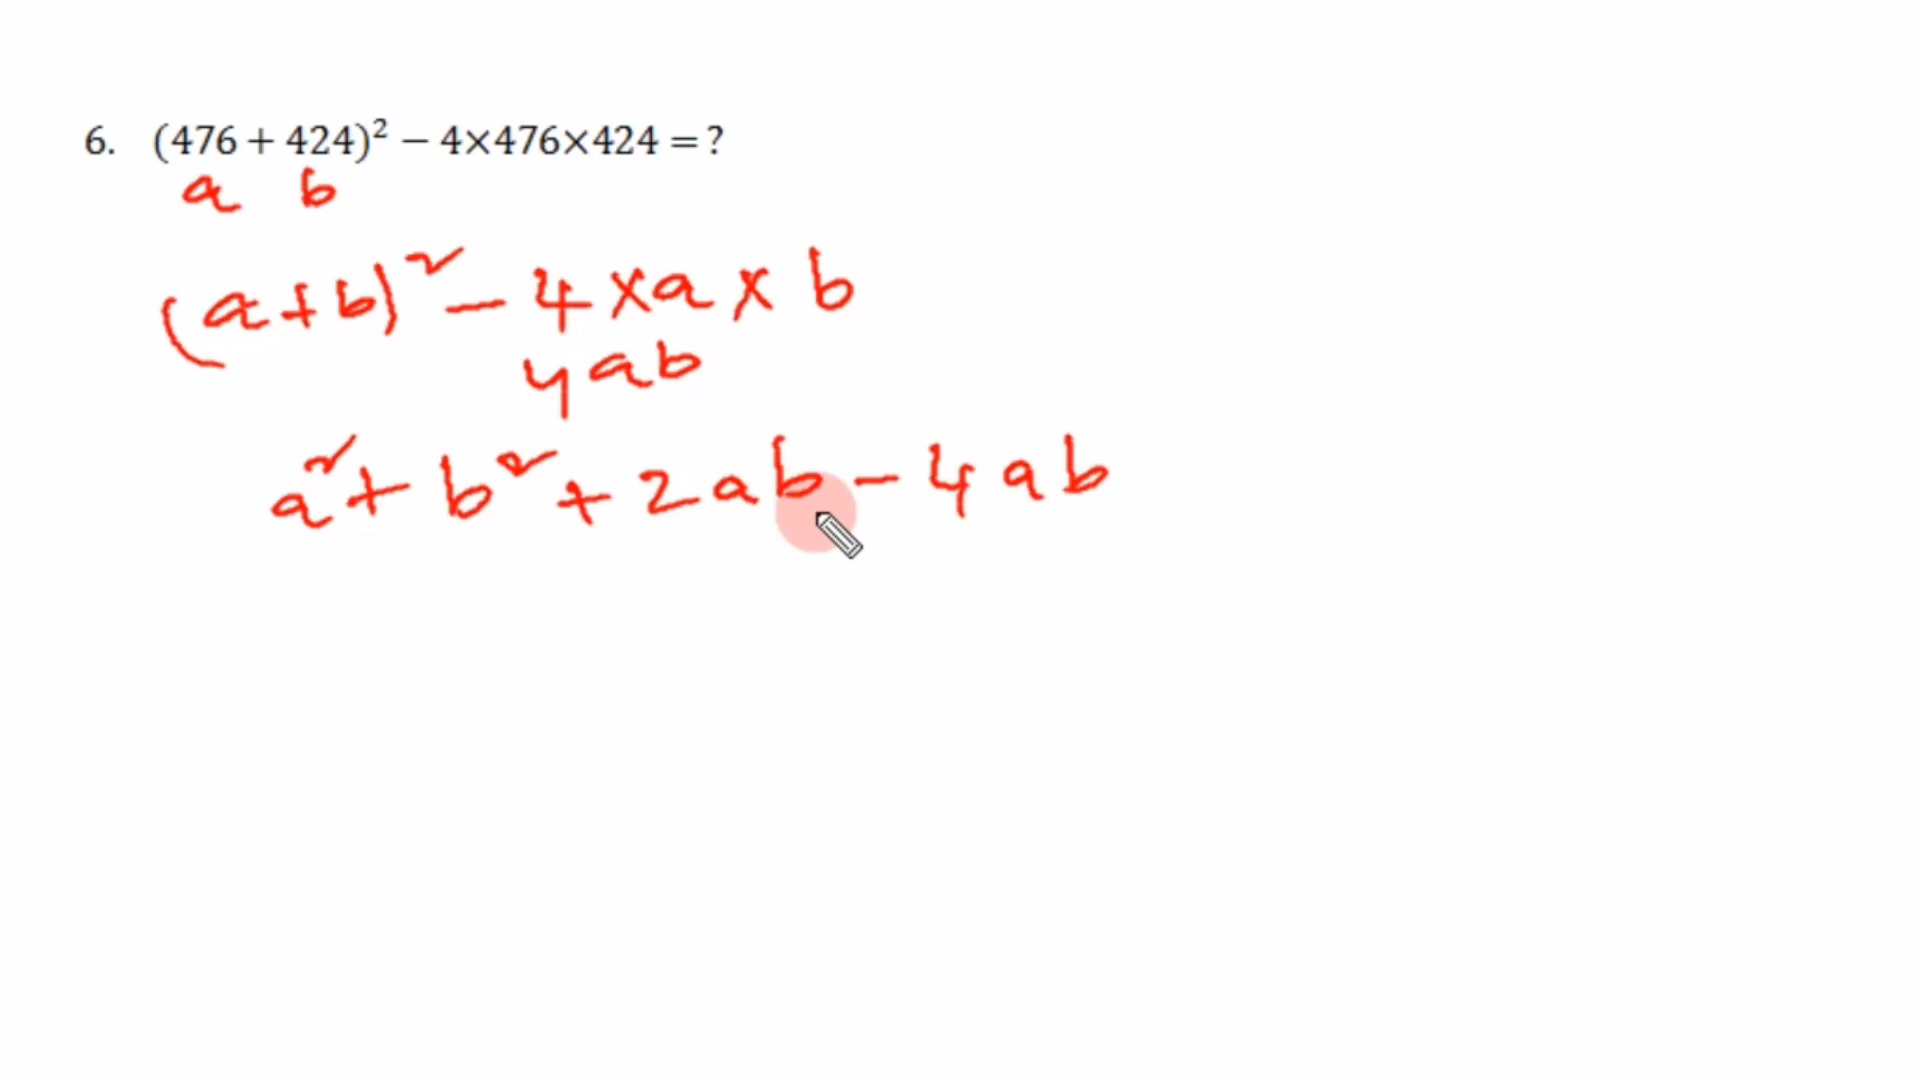 6. (476 + 424)² − 4×476×424 = ?
a b
(a+b)² − 4×a×b
4ab
a² + b² + 2ab − 4ab